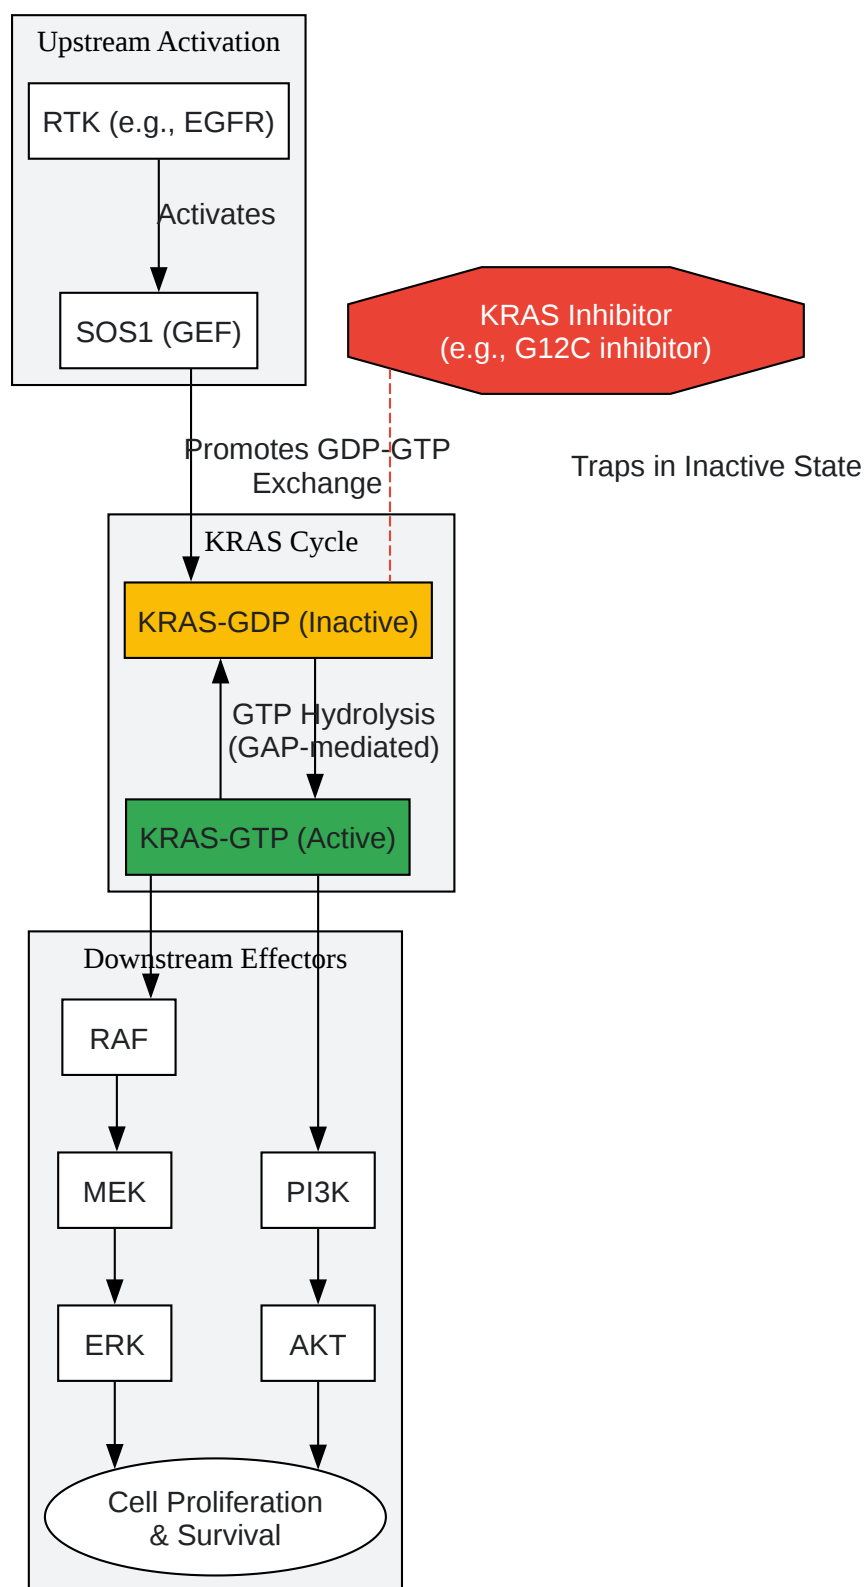 Upstream Activation
RTK (e.g., EGFR)
Activates
SOS1 (GEF)
KRAS Inhibitor
(e.g., G12C inhibitor)
Promotes GDP-GTP
Exchange
Traps in Inactive State
KRAS Cycle
KRAS-GDP (Inactive)
GTP Hydrolysis
(GAP-mediated)
KRAS-GTP (Active)
Downstream Effectors
RAF
MEK
PI3K
ERK
AKT
Cell Proliferation
& Survival